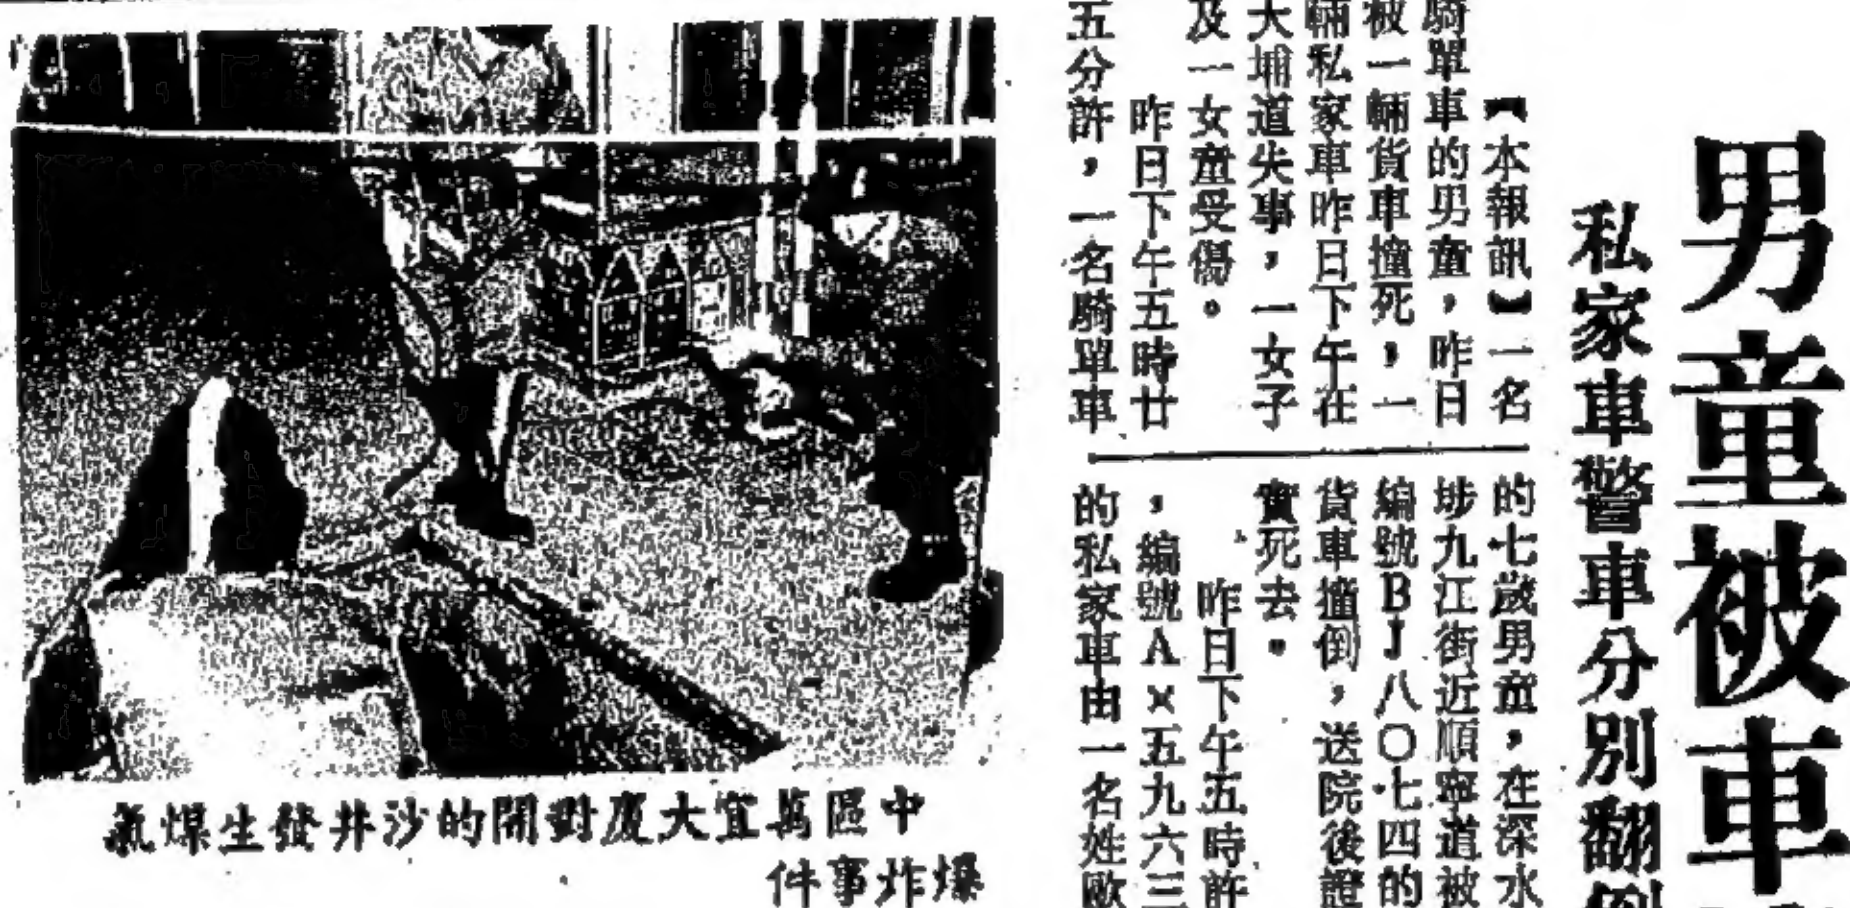 男童被車
私家車警車分別翻
【本報訊】一名
騎單車的男童，昨日
被一輛貨車撞死，一
輛私家車昨日下午在
大埔道失事，一女子
及一女童受傷。
昨日下午五時廿
五分許，一名騎單車
的七歲男童，在深水
埗九江街近順寧道被
編號BJ八〇七四的
貨車撞倒，送院後證
實死去。
昨日下午五時許
，編號AX五九六三
的私家車由一名姓歐
中區萬宜大廈對開的沙井發生煤氣
爆炸事件